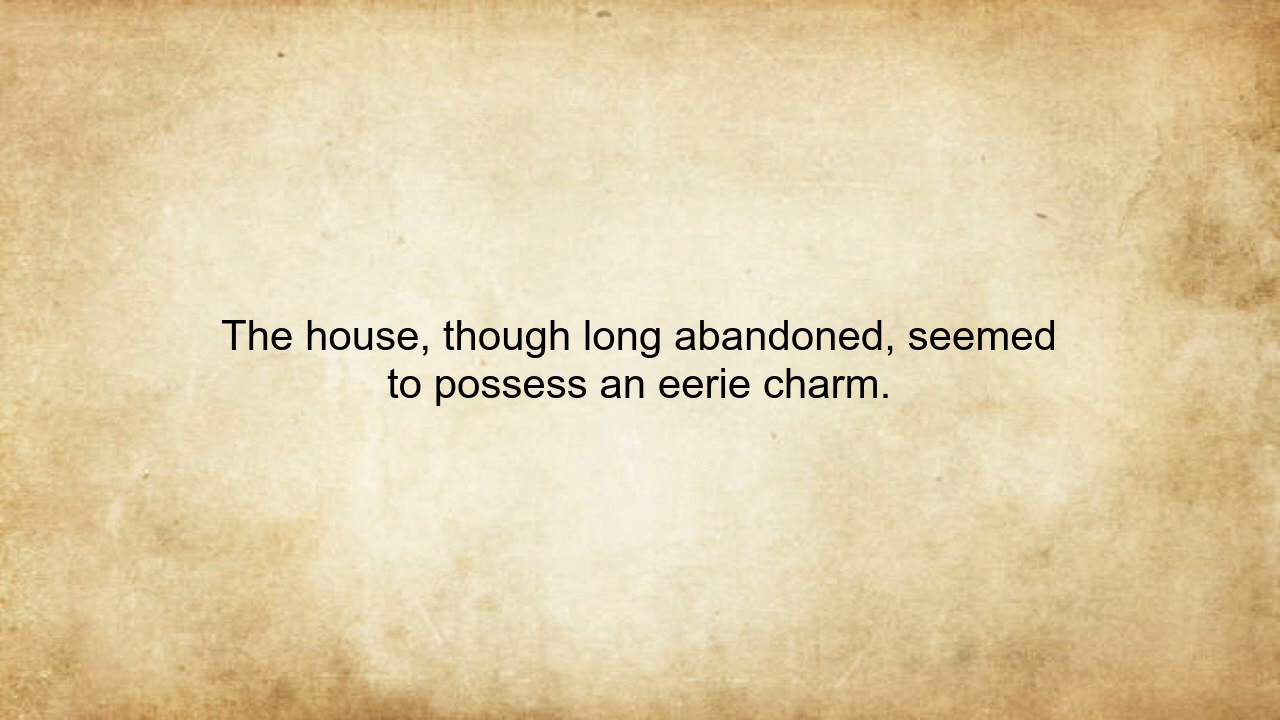 The house, though long abandoned, seemed
to possess an eerie charm.